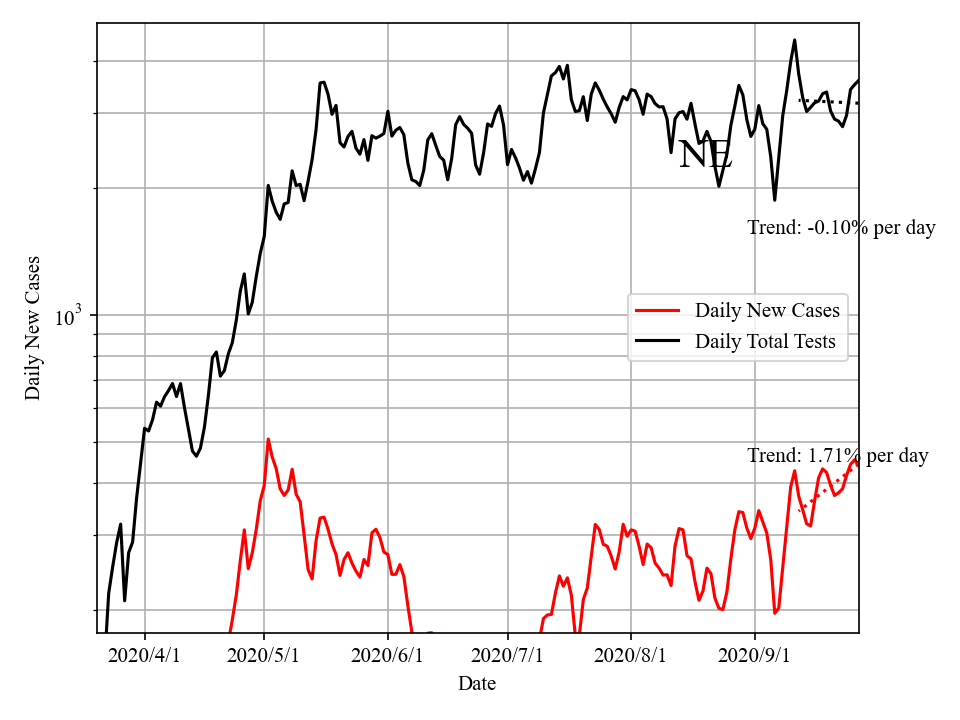 NE
Trend: -0.10% per day
Daily New Cases
10³
Daily New Cases
Daily Total Tests
Trend: 1.71% per day
2020/4/1 2020/5/1 2020/6/1 2020/7/1 2020/8/1 2020/9/1
Date